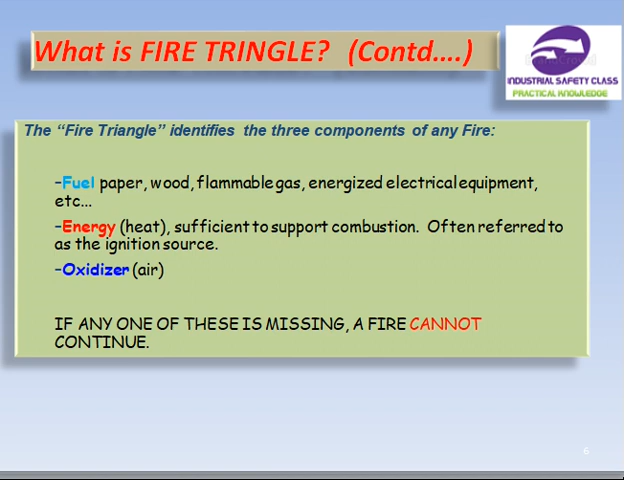 What is FIRE TRINGLE? (Contd....)
INDUSTRIAL SAFETY CLASS
PRACTICAL KNOWLEDGE
The “Fire Triangle” identifies the three components of any Fire:
–Fuel paper, wood, flammable gas, energized electrical equipment,
etc...
–Energy (heat), sufficient to support combustion. Often referred to
as the ignition source.
–Oxidizer (air)
IF ANY ONE OF THESE IS MISSING, A FIRE CANNOT
CONTINUE.
6